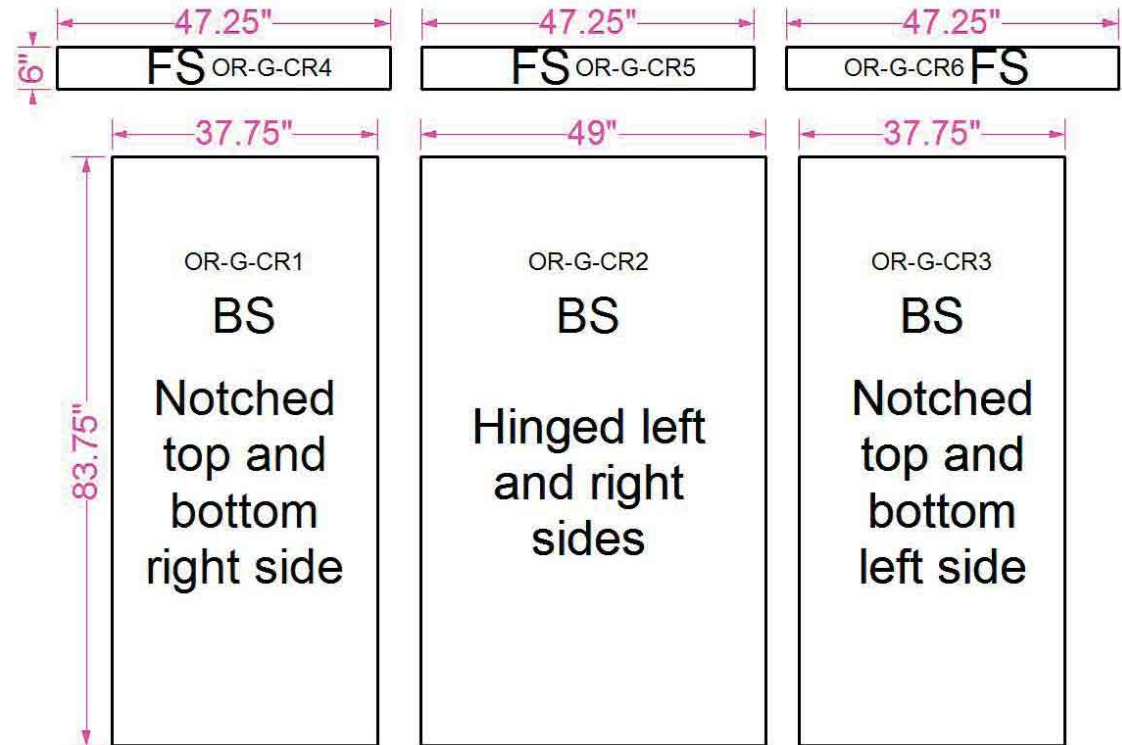 47.25" 47.25" 47.25"
6" FS OR-G-CR4 FS OR-G-CR5 OR-G-CR6 FS
37.75" 49" 37.75"
83.75"
OR-G-CR1
BS
Notched
top and
bottom
right side
OR-G-CR2
BS
Hinged left
and right
sides
OR-G-CR3
BS
Notched
top and
bottom
left side